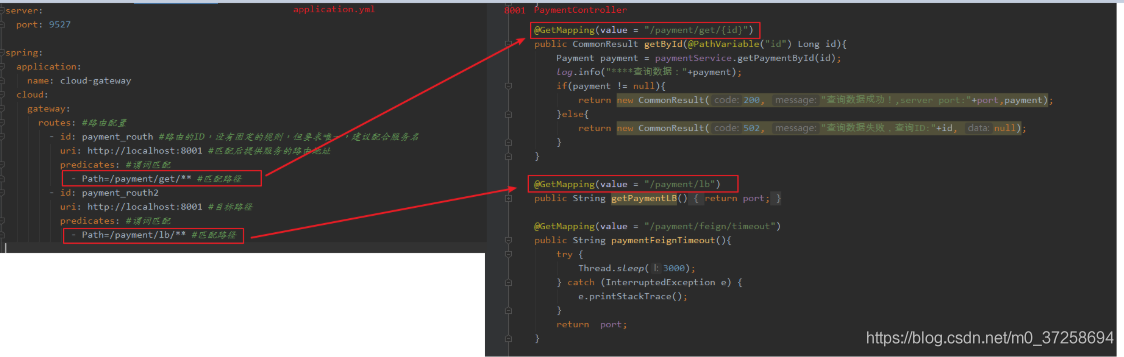 application.yml
server:
port: 9527
spring:
application:
name: cloud-gateway
cloud:
gateway:
routes: #路由配置
- id: payment_routh #路由的ID，没有固定的规则，但要求唯一，建议配合服务名
uri: http://localhost:8001 #匹配后提供服务的路由地址
predicates: #谓词匹配
- Path=/payment/get/** #匹配路径
- id: payment_routh2
uri: http://localhost:8001 #目标路径
predicates: #谓词匹配
- Path=/payment/lb/** #匹配路径
8001 PaymentController
@GetMapping(value = "/payment/get/{id}")
public CommonResult getById(@PathVariable("id") Long id){
Payment payment = paymentService.getPaymentById(id);
log.info("****查询数据："+payment);
if(payment != null){
return new CommonResult( code: 200, message: "查询数据成功！,server port:"+port,payment);
}else{
return new CommonResult( code: 502, message: "查询数据失败，查询ID:"+id, data: null);
}
}
@GetMapping(value = "/payment/lb")
public String getPaymentLB() { return port; }
@GetMapping(value = "/payment/feign/timeout")
public String paymentFeignTimeout(){
try {
Thread.sleep( l: 3000);
} catch (InterruptedException e) {
e.printStackTrace();
}
return port;
}
https://blog.csdn.net/m0_37258694